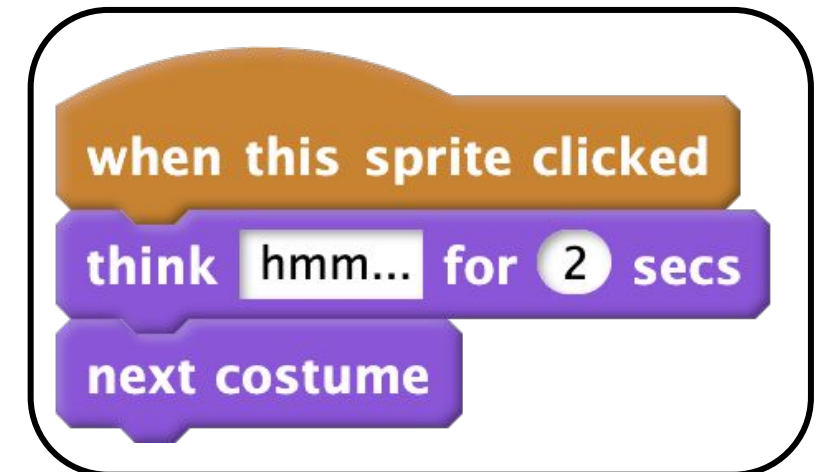 when this sprite clicked
think hmm... for 2 secs
next costume